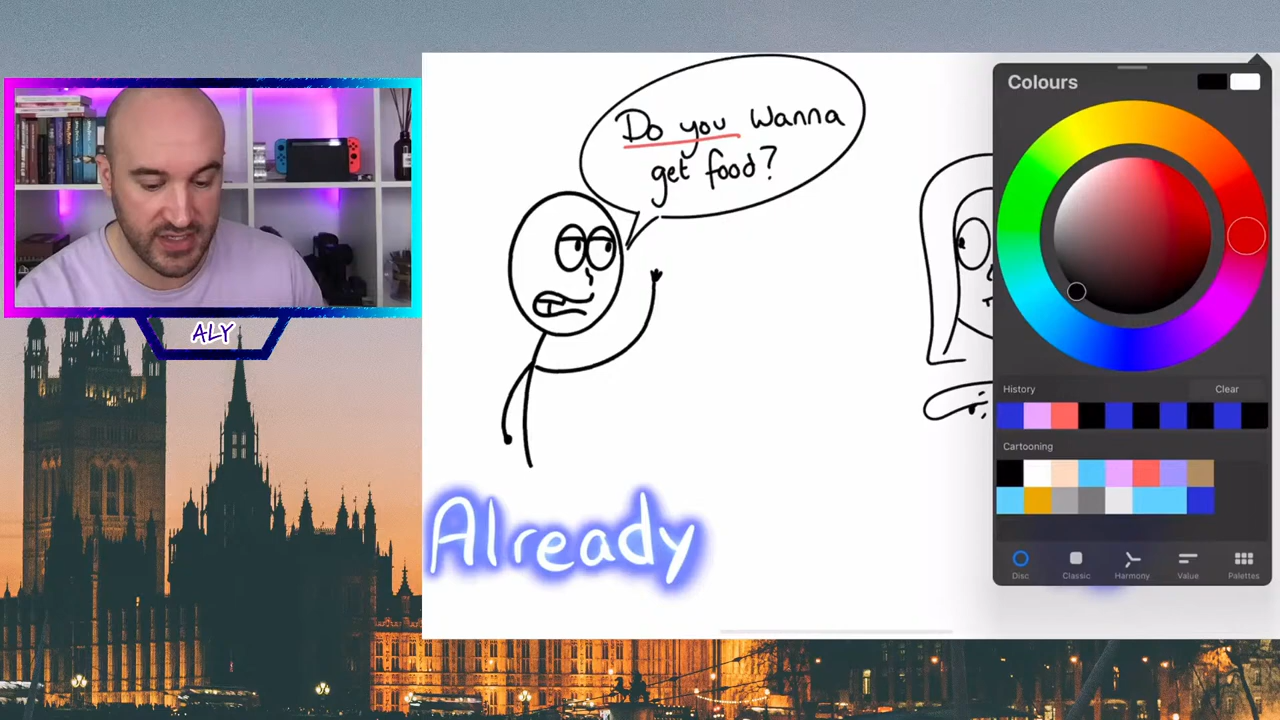 Do you wanna
get food?
ALY
Already
Colours
History
Clear
Cartooning
Disc
Classic
Harmony
Value
Palettes